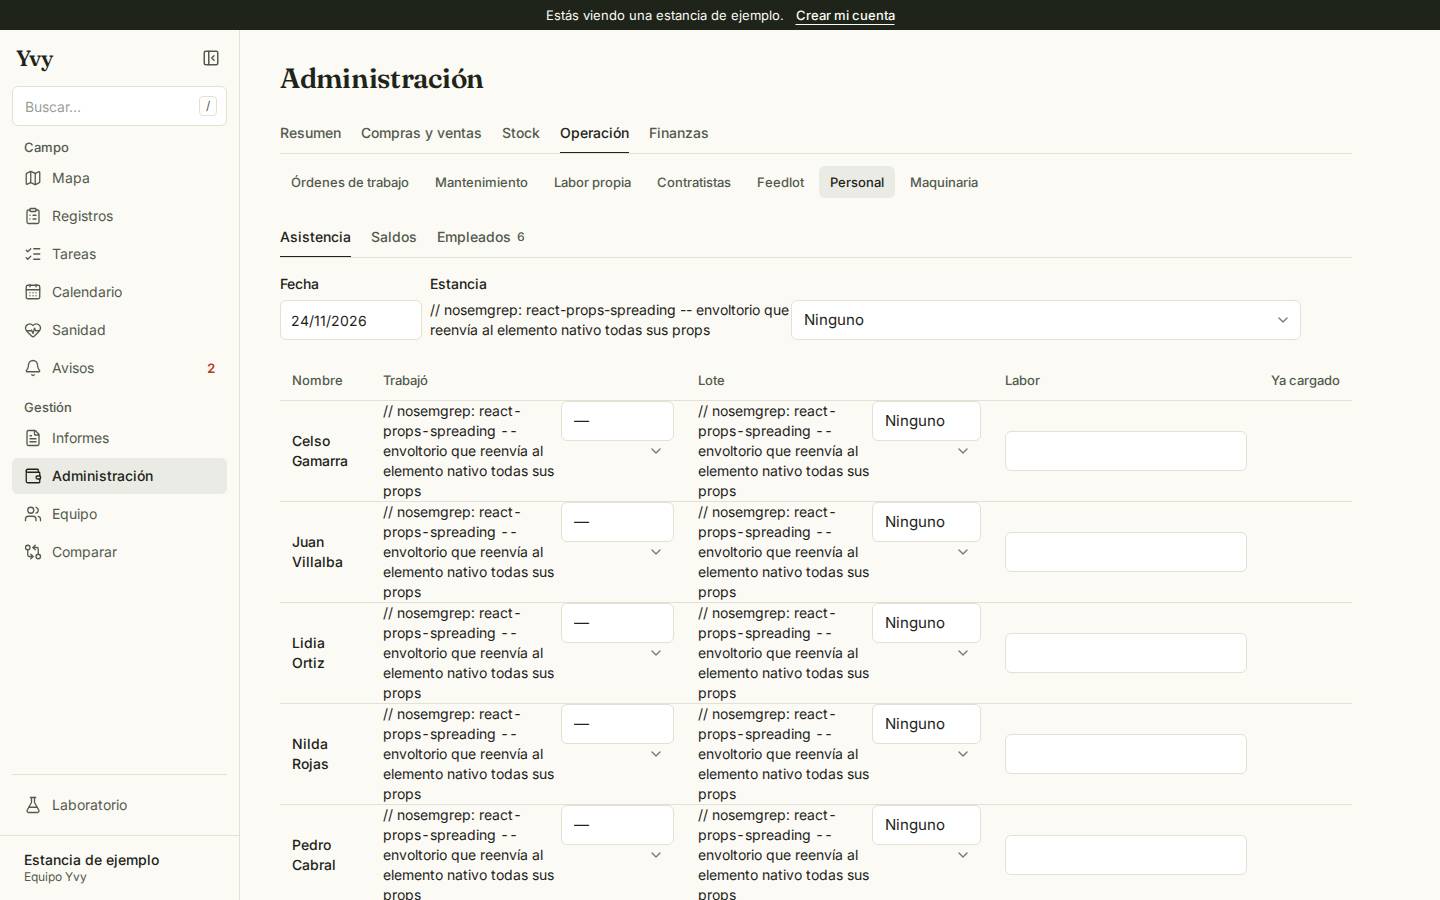 Estás viendo una estancia de ejemplo. Crear mi cuenta
Yvy
Buscar... /
Campo
Mapa
Registros
Tareas
Calendario
Sanidad
Avisos 2
Gestión
Informes
Administración
Equipo
Comparar
Laboratorio
Estancia de ejemplo
Equipo Yvy
Administración
Resumen Compras y ventas Stock Operación Finanzas
Órdenes de trabajo Mantenimiento Labor propia Contratistas Feedlot Personal Maquinaria
Asistencia Saldos Empleados 6
Fecha Estancia
24/11/2026
// nosemgrep: react-props-spreading -- envoltorio que
reenvía al elemento nativo todas sus props
Ninguno
Nombre Trabajó Lote Labor Ya cargado
Celso
Gamarra
// nosemgrep: react-
props-spreading --
envoltorio que reenvía al
elemento nativo todas sus
props
—
// nosemgrep: react-
props-spreading --
envoltorio que reenvía al
elemento nativo todas sus
props
Ninguno
Juan
Villalba
// nosemgrep: react-
props-spreading --
envoltorio que reenvía al
elemento nativo todas sus
props
—
// nosemgrep: react-
props-spreading --
envoltorio que reenvía al
elemento nativo todas sus
props
Ninguno
Lidia
Ortiz
// nosemgrep: react-
props-spreading --
envoltorio que reenvía al
elemento nativo todas sus
props
—
// nosemgrep: react-
props-spreading --
envoltorio que reenvía al
elemento nativo todas sus
props
Ninguno
Nilda
Rojas
// nosemgrep: react-
props-spreading --
envoltorio que reenvía al
elemento nativo todas sus
props
—
// nosemgrep: react-
props-spreading --
envoltorio que reenvía al
elemento nativo todas sus
props
Ninguno
Pedro
Cabral
// nosemgrep: react-
props-spreading --
envoltorio que reenvía al
elemento nativo todas sus
props
—
// nosemgrep: react-
props-spreading --
envoltorio que reenvía al
elemento nativo todas sus
props
Ninguno